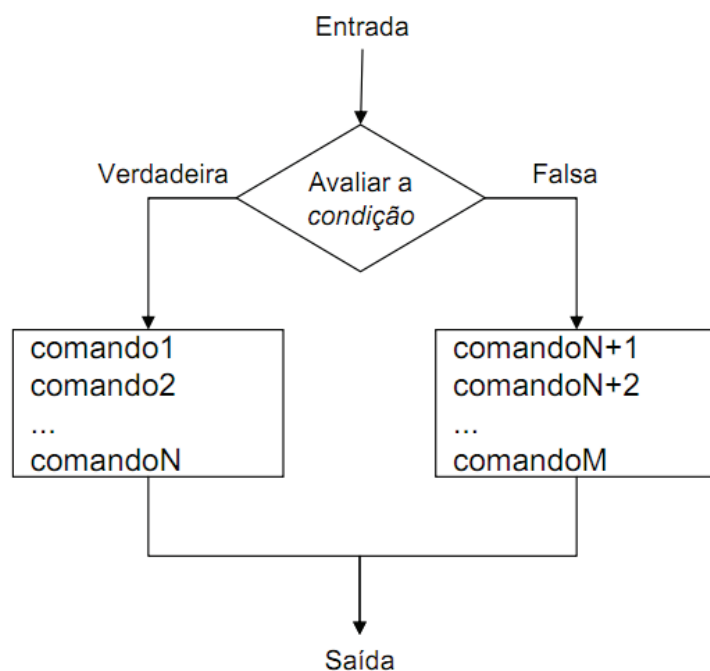 Entrada
Verdadeira
Falsa
Avaliar a
condição
comando1
comando2
...
comandoN
comandoN+1
comandoN+2
...
comandoM
Saída